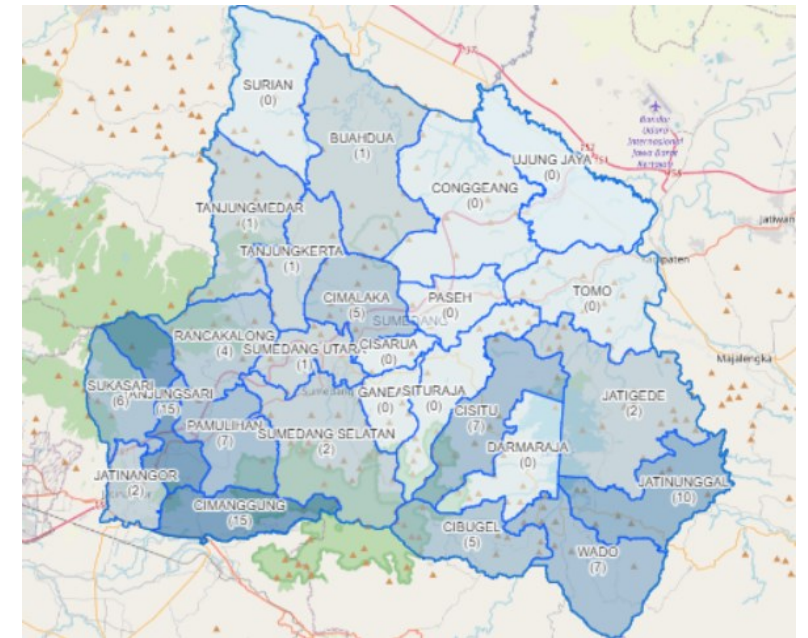 SURIAN
(0)
BUAHDUA
(1)
Bandar
Udara
Internasional
Jawa Barat
Kertajati
UJUNG JAYA
(0)
CONGGEANG
(0)
TANJUNGMEDAR
(1)
Jatiwan
TANJUNGKERTA
(1)
CIMALAKA
(5)
PASEH
(0)
TOMO
(0)
SUMEDANG
RANCAKALONG
(4)
SUMEDANG UTARA
(1)
CISARUA
(0)
Majalengka
SUKASARI
(6)
TANJUNGSARI
(15)
GANEA
(0)
SITURAJA
(0)
CISITU
(7)
JATIGEDE
(2)
PAMULIHAN
(7)
SUMEDANG SELATAN
(2)
DARMARAJA
(0)
JATINANGOR
(2)
JATINUNGGAL
(10)
CIMANGGUNG
(15)
CIBUGEL
(5)
WADO
(7)